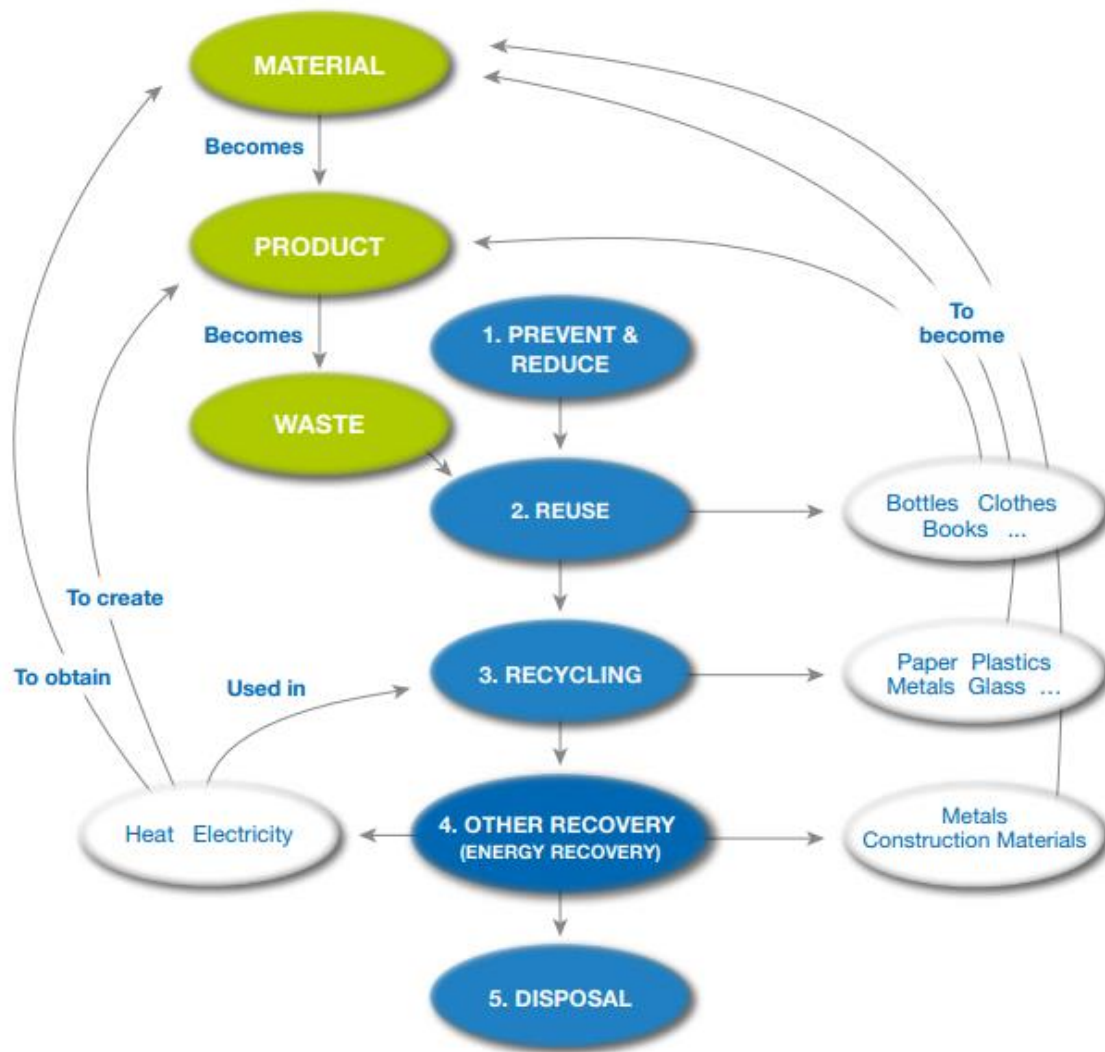 MATERIAL
Becomes
PRODUCT
To
become
Becomes
1. PREVENT &
REDUCE
WASTE
2. REUSE
Bottles Clothes
Books ...
To create
To obtain
Used in
3. RECYCLING
Paper Plastics
Metals Glass ...
Heat Electricity
4. OTHER RECOVERY
(ENERGY RECOVERY)
Metals
Construction Materials
5. DISPOSAL